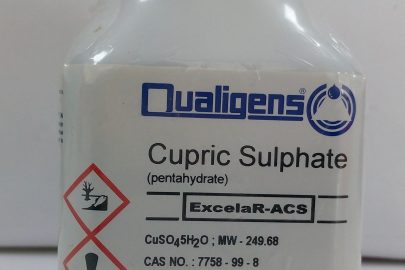 Qualigens®
Cupric Sulphate
(pentahydrate)
ExcelaR-ACS
CuSO45H2O ; MW - 249.68
CAS NO. : 7758 - 99 - 8